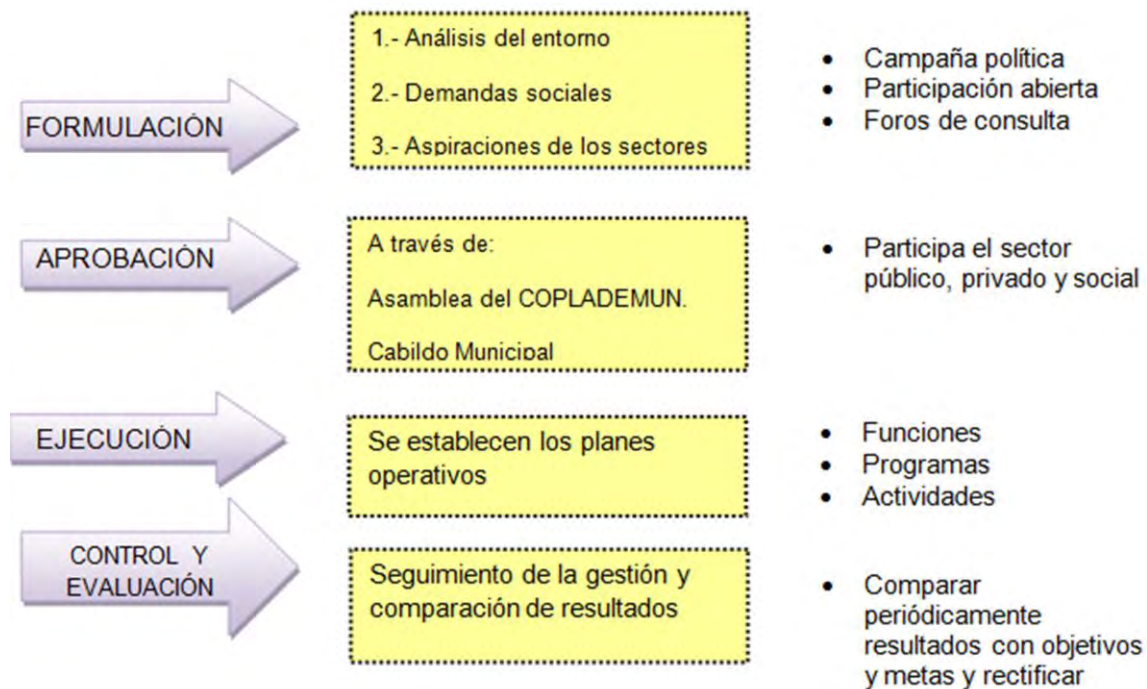 FORMULACIÓN
1.- Análisis del entorno
2.- Demandas sociales
3.- Aspiraciones de los sectores
• Campaña política
• Participación abierta
• Foros de consulta
APROBACIÓN
A través de:
Asamblea del COPLADEMUN.
Cabildo Municipal
• Participa el sector
público, privado y social
EJECUCIÓN
Se establecen los planes
operativos
• Funciones
• Programas
• Actividades
CONTROL Y
EVALUACIÓN
Seguimiento de la gestión y
comparación de resultados
• Comparar
periódicamente
resultados con objetivos
y metas y rectificar